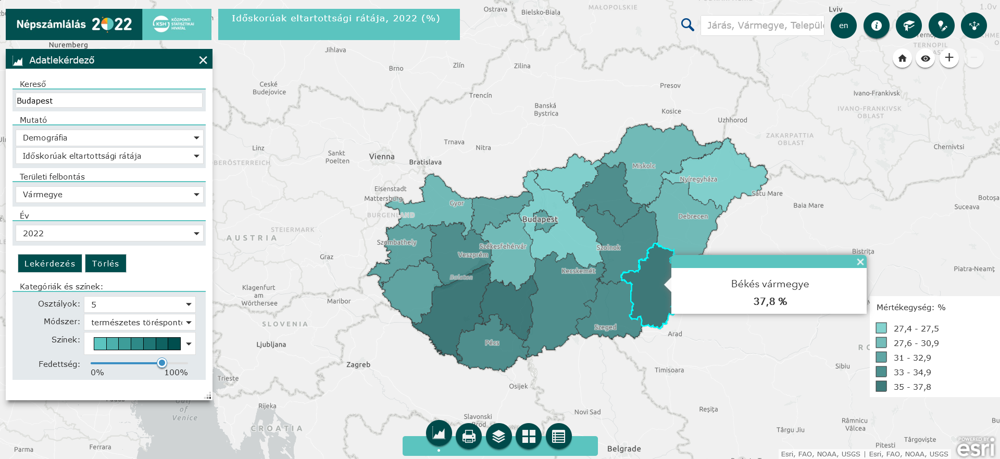 Népszámlálás 2022
KSH KÖZPONTI STATISZTIKAI HIVATAL
Időskorúak eltartottsági rátája, 2022 (%)
Járás, Vármegye, Települ
en
1.0v
Adatlekérdező
Kereső
Budapest
Mutató
Demográfia
Időskorúak eltartottsági rátája
Területi felbontás
Vármegye
Év
2022
Lekérdezés
Törlés
Kategóriák és színek:
Osztályok: 5
Módszer: természetes töréspont
Színek:
Fedettség:
0% 100%
Ostrava
Bielsko-Biala
MAŁOPOLSKIE
Lviv
Nuremberg
Jihlava
Brno
Zlín
Zilina
Ceské
Budejovice
Trencín
Presov
Banská
Bystrica
Kosice
Uzhhorod
TERNOPIL
Ivano-Frankivsk
IVANO-FRANKIVSK
OBLAST
ZAKARPATTIA
OBLAST
Chernivtsi
Trnava
Nitra
Linz
Sankt
Poelten
Vienna
Bratislava
Eisenstadt
Mattersburg
BURGENLAND
STEIERMARK
AUSTRIA
Graz
Klagenfurt
am
Wörthersee
Maribor
SLOVENIA
Ljubljana
Zagreb
Trieste
Rijeka
Gulf
of
Venice
CROATIA
Parma
Ferrara
Miskolc
Nyíregyháza
Satu Mare
Baia Mare
Botoșa
Suceava
Gyor
Budapest
Debrecen
Szombathely
Székesfehérvár
Veszprém
Szolnok
Balaton
Kecskemét
Bistrița
Piatra-Neamț
Szeged
Pécs
Arad
Timisoara
Sibiu
Osijek
Novi Sad
Slavonski
Brod
Reșița
Râmnicu
Vâlcea
Târgu Jiu
Târgoviște
Pitesti
Belgrade
Békés vármegye
37,8 %
Mértékegység: %
27,4 - 27,5
27,6 - 30,9
31 - 32,9
33 - 34,9
35 - 37,8
POWERED BY
esri
Esri, FAO, NOAA, USGS | Esri, FAO, NOAA, USGS